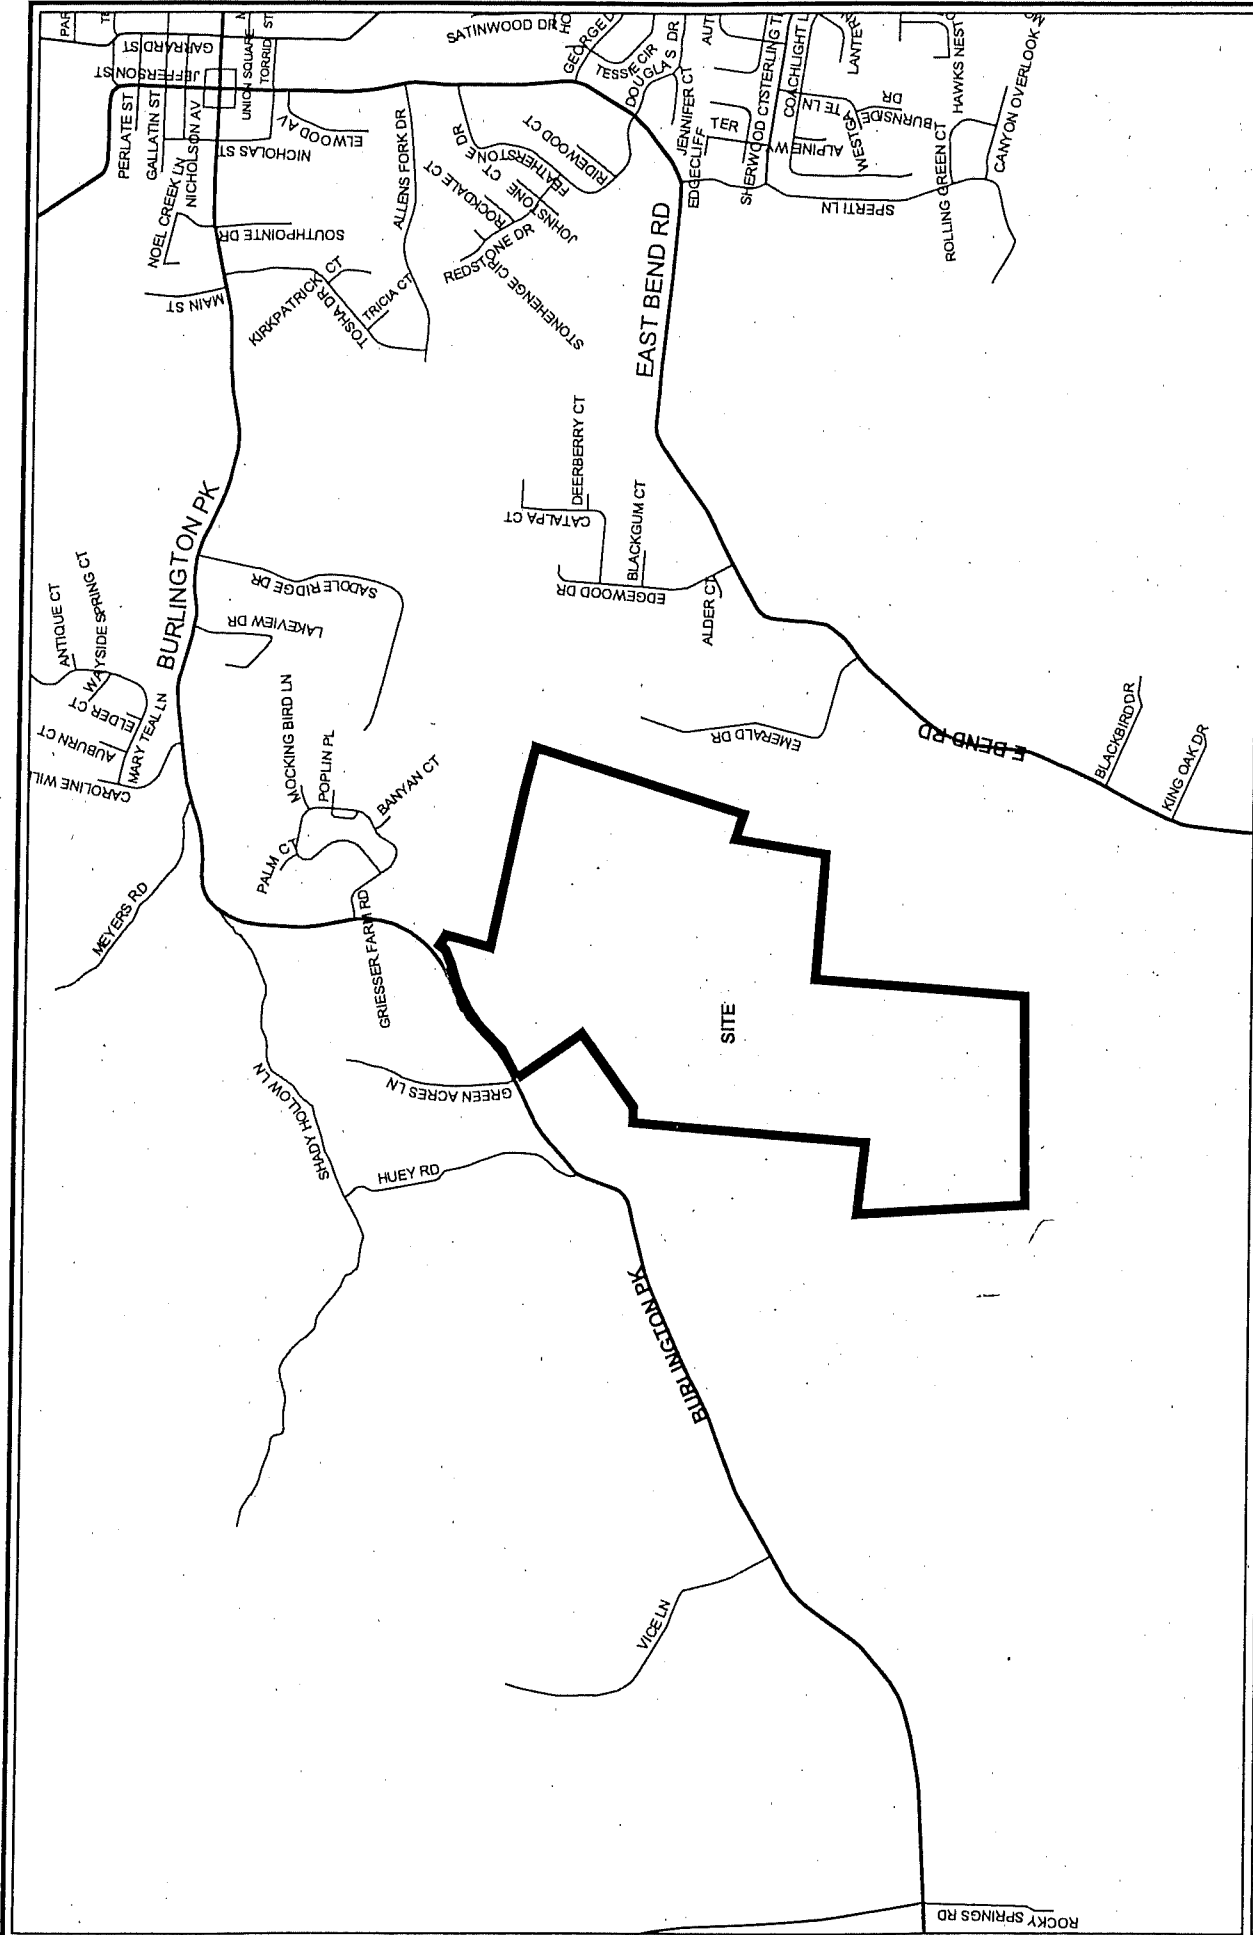 GARRARD ST
JEFFERSON ST
UNION SQUARE
TORRID ST
PERLATE ST
GALLATIN ST
NICHOLSON AV
NOEL CREEK LN
NICHOLAS ST
ELWOOD AV
SOUTHPOINTE DR
MAIN ST
KIRKPATRICK CT
TOSHA DR
TRICIA CT
ALLENS FORK DR
SATINWOOD DR
TESSIE CIR
DOUGLAS DR
JENNIFER CT
EDGECLIFF
TER
SHERWOOD CT
STERLING
COACHLIGHT L
ALPINE WY
WESTGATE LN
BURNSIDE DR
LANTERN
HAWKS NEST
CANYON OVERLOOK
ROLLING GREEN CT
SPERTI LN
FEATHERSTONE DR
RIDEWOOD CT
JOHNSTONE CT
ROCKDALE CT
REDSTONE DR
STONEHENGE CIR
EAST BEND RD
DEERBERRY CT
CATALPA CT
BLACKGUM CT
EDGEWOOD DR
ALDER CT
EMERALD DR
E BEND RD
BLACKBIRD DR
KING OAK DR
BURLINGTON PK
SADDLE RIDGE DR
LAKEVIEW DR
ANTIQUE CT
WAYSIDE SPRING CT
ELDER CT
AUBURN CT
MARY TEAL LN
CAROLINE WILL
MOCKING BIRD LN
POPLIN PL
BANYAN CT
PALM CT
GRIESSER FARM RD
MEYERS RD
SHADY HOLLOW LN
GREEN ACRES LN
HUEY RD
SITE
BURLINGTON PK
VICE LN
ROCKY SPRINGS RD